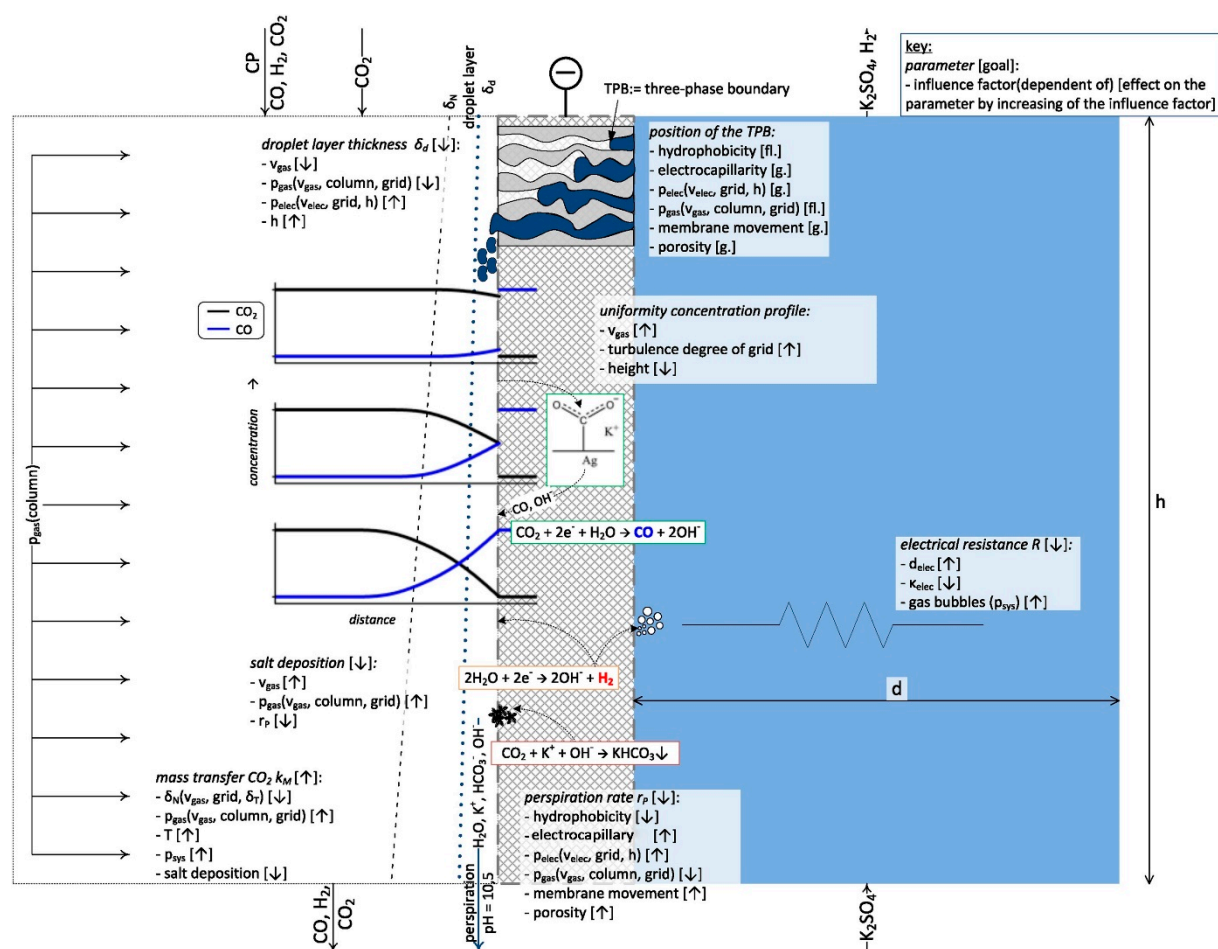 CP
CO, H₂, CO₂
CO₂
δN
droplet layer
δd
TPB:= three-phase boundary
K₂SO₄, H₂
key:
parameter [goal]:
- influence factor(dependent of) [effect on the
parameter by increasing of the influence factor]
droplet layer thickness δd [↓]:
- vgas [↓]
- pgas(vgas, column, grid) [↓]
- pelec(velec, grid, h) [↑]
- h [↑]
position of the TPB:
- hydrophobicity [fl.]
- electrocapillarity [g.]
- pelec(velec, grid, h) [g.]
- pgas(vgas, column, grid) [fl.]
- membrane movement [g.]
- porosity [g.]
CO₂
CO
uniformity concentration profile:
- vgas [↑]
- turbulence degree of grid [↑]
- height [↓]
concentration
O O⁻
C K⁺
Ag
CO, OH⁻
CO₂ + 2e⁻ + H₂O → CO + 2OH⁻
pgas(column)
h
distance
electrical resistance R [↓]:
- delec [↑]
- κelec [↓]
- gas bubbles (psys) [↑]
salt deposition [↓]:
- vgas [↑]
- pgas(vgas, column, grid) [↑]
- rP [↓]
2H₂O + 2e⁻ → 2OH⁻ + H₂
d
CO₂ + K⁺ + OH⁻ → KHCO₃↓
mass transfer CO₂ kM [↑]:
- δN(vgas, grid, δT) [↓]
- pgas(vgas, column, grid) [↑]
- T [↑]
- psys [↑]
- salt deposition [↓]
H₂O, K⁺, HCO₃⁻, OH⁻
perspiration rate rP [↓]:
- hydrophobicity [↓]
- electrocapillary [↑]
- pelec(velec, grid, h) [↑]
- pgas(vgas, column, grid) [↓]
- membrane movement [↑]
- porosity [↑]
CO, H₂,
CO₂
perspiration
pH = 10,5
K₂SO₄